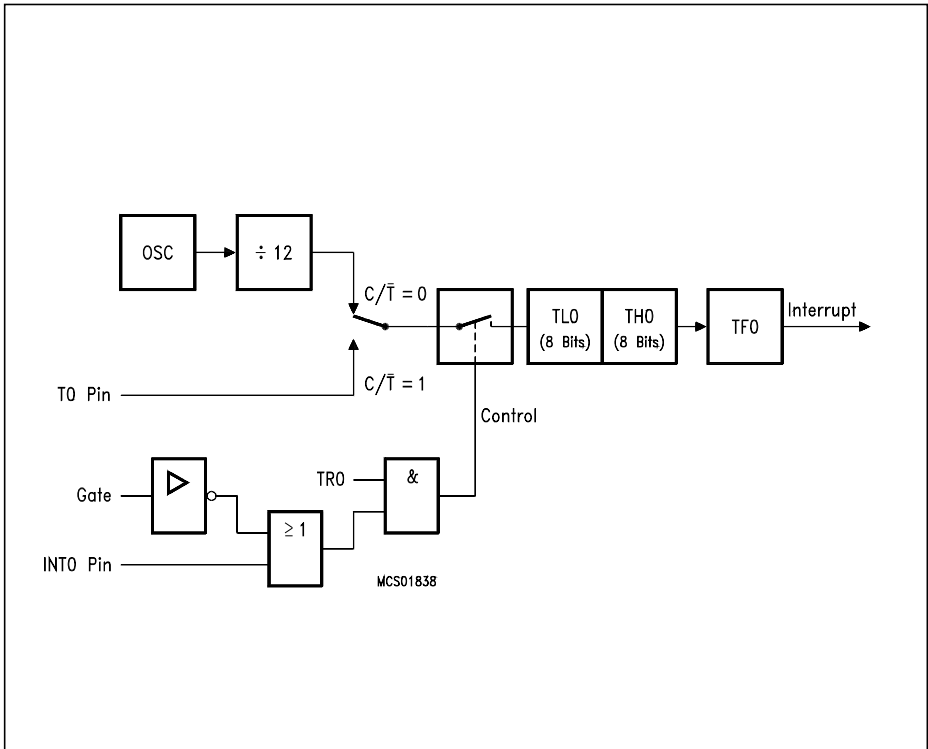 OSC
÷ 12
C/T̄ = 0
TL0
(8 Bits)
TH0
(8 Bits)
TF0
Interrupt
T0 Pin
C/T̄ = 1
Control
Gate
TR0
&
≥ 1
INT0 Pin
MCS01838